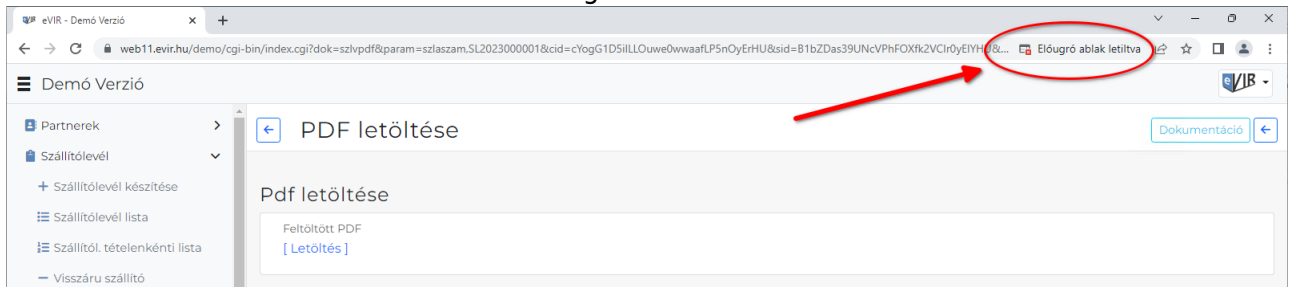 eVIR - Demó Verzió
web11.evir.hu/demo/cgi-bin/index.cgi?dok=szlvpdf&param=szlaszam,SL2023000001&cid=cYogG1D5iILLOuwe0wwaafLP5nOyErHU&sid=B1bZDas39UNcVPhFOXfk2VClr0yElYH
Előugró ablak letiltva
Demó Verzió
eVIR
Partnerek
PDF letöltése
Dokumentáció
Szállítólevél
Szállítólevél készítése
Pdf letöltése
Szállítólevél lista
Feltöltött PDF
Szállítól. tételenkénti lista
[ Letöltés ]
Visszáru szállító